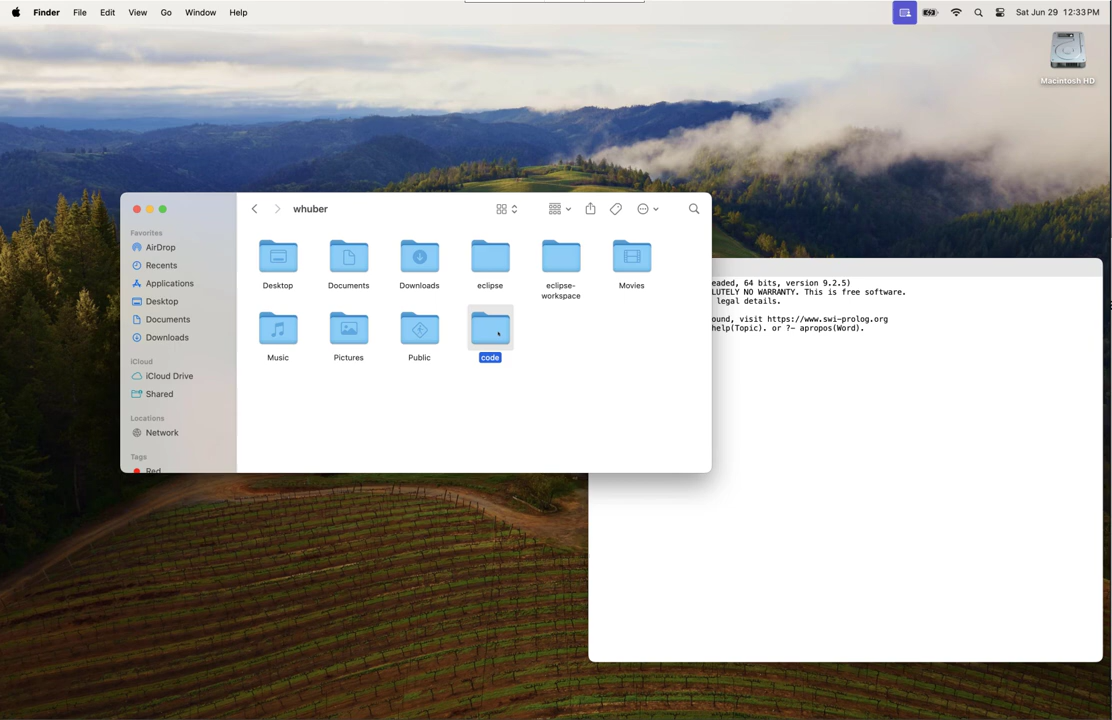 Finder File Edit View Go Window Help
Sat Jun 29 12:33 PM
Macintosh HD
whuber
Favorites
AirDrop
Recents
Applications
Desktop
Documents
Downloads
iCloud
iCloud Drive
Shared
Locations
Network
Tags
Red
Desktop Documents Downloads eclipse eclipse-workspace Movies
Music Pictures Public code
eaded, 64 bits, version 9.2.5)
LUTELY NO WARRANTY. This is free software.
legal details.
ound, visit https://www.swi-prolog.org
help(Topic). or ?- apropos(Word).